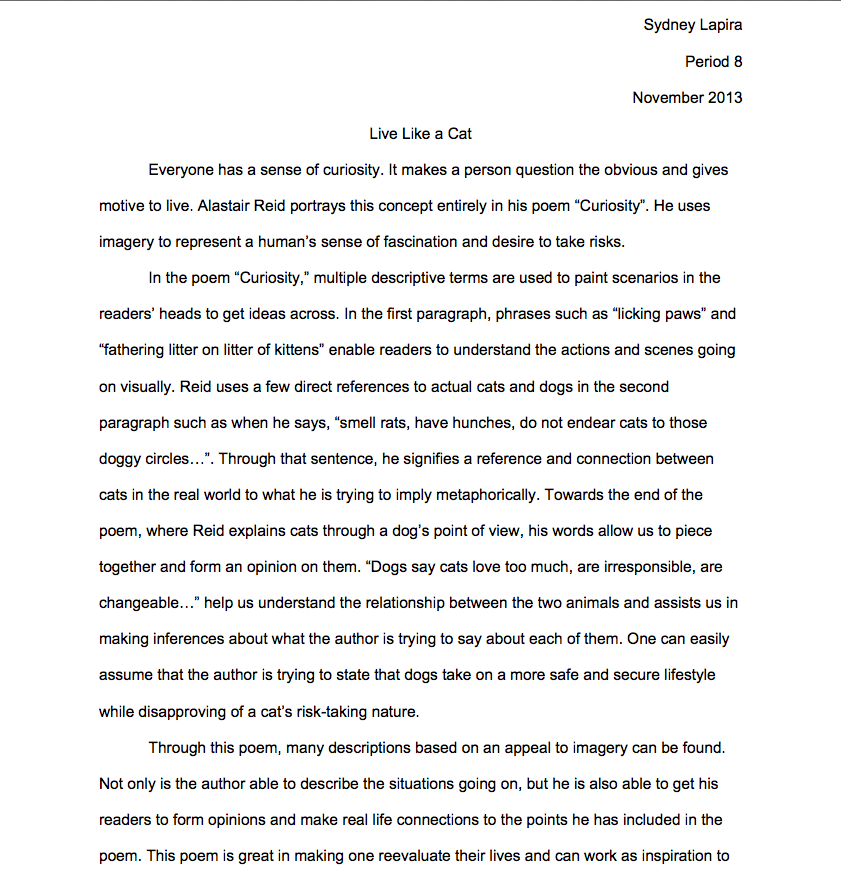 Sydney Lapira
Period 8
November 2013
Live Like a Cat
Everyone has a sense of curiosity. It makes a person question the obvious and gives
motive to live. Alastair Reid portrays this concept entirely in his poem “Curiosity”. He uses
imagery to represent a human’s sense of fascination and desire to take risks.
In the poem “Curiosity,” multiple descriptive terms are used to paint scenarios in the
readers’ heads to get ideas across. In the first paragraph, phrases such as “licking paws” and
“fathering litter on litter of kittens” enable readers to understand the actions and scenes going
on visually. Reid uses a few direct references to actual cats and dogs in the second
paragraph such as when he says, “smell rats, have hunches, do not endear cats to those
doggy circles…”. Through that sentence, he signifies a reference and connection between
cats in the real world to what he is trying to imply metaphorically. Towards the end of the
poem, where Reid explains cats through a dog’s point of view, his words allow us to piece
together and form an opinion on them. “Dogs say cats love too much, are irresponsible, are
changeable…” help us understand the relationship between the two animals and assists us in
making inferences about what the author is trying to say about each of them. One can easily
assume that the author is trying to state that dogs take on a more safe and secure lifestyle
while disapproving of a cat’s risk-taking nature.
Through this poem, many descriptions based on an appeal to imagery can be found.
Not only is the author able to describe the situations going on, but he is also able to get his
readers to form opinions and make real life connections to the points he has included in the
poem. This poem is great in making one reevaluate their lives and can work as inspiration to